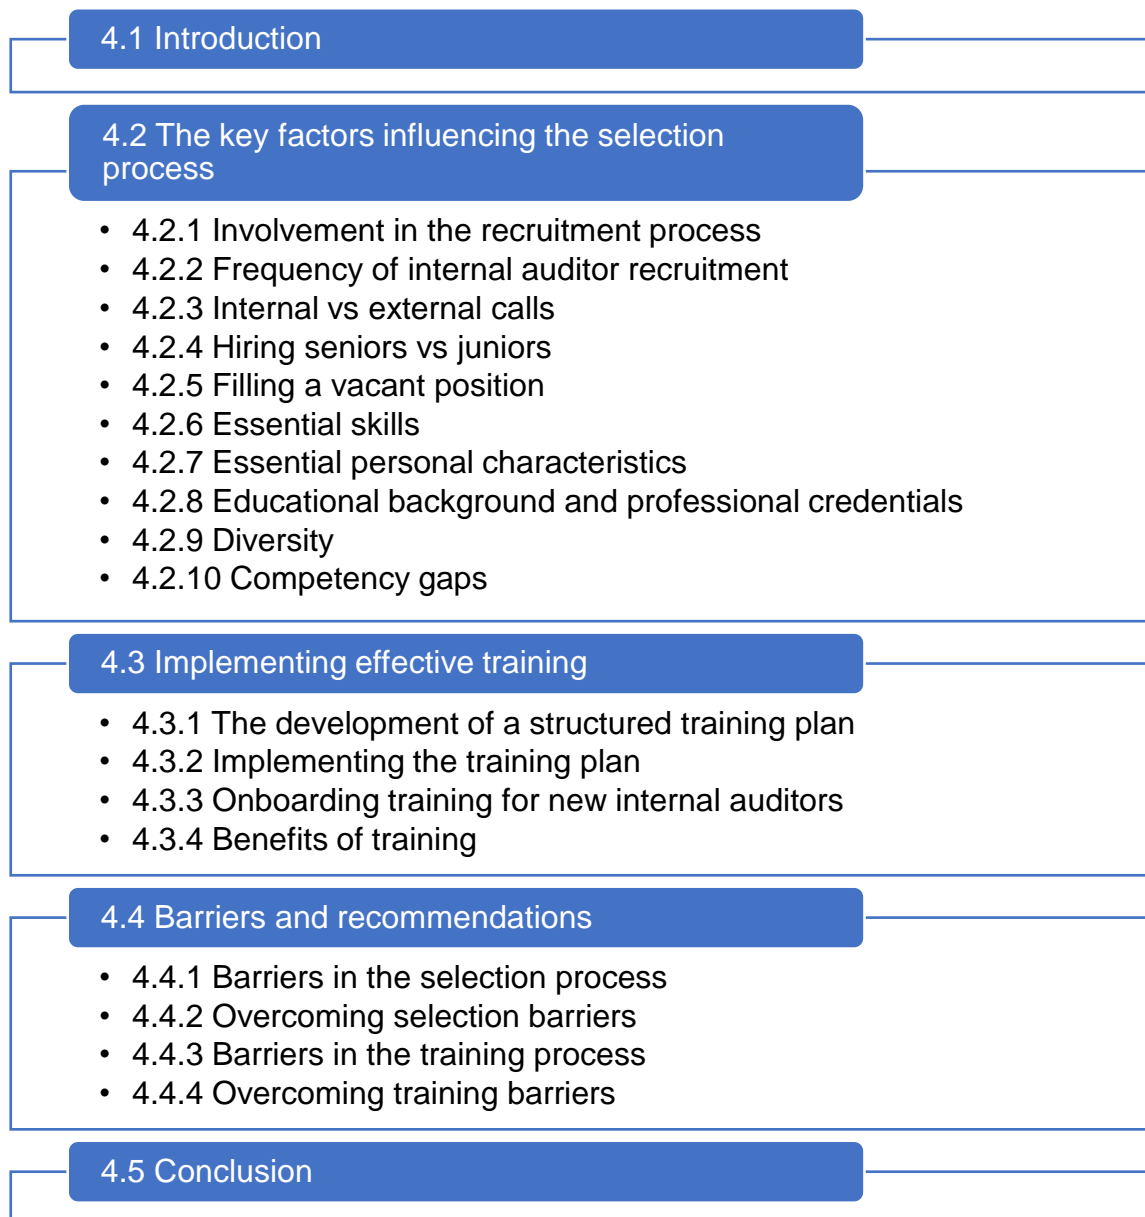 4.1 Introduction
4.2 The key factors influencing the selection
process
• 4.2.1 Involvement in the recruitment process
• 4.2.2 Frequency of internal auditor recruitment
• 4.2.3 Internal vs external calls
• 4.2.4 Hiring seniors vs juniors
• 4.2.5 Filling a vacant position
• 4.2.6 Essential skills
• 4.2.7 Essential personal characteristics
• 4.2.8 Educational background and professional credentials
• 4.2.9 Diversity
• 4.2.10 Competency gaps
4.3 Implementing effective training
• 4.3.1 The development of a structured training plan
• 4.3.2 Implementing the training plan
• 4.3.3 Onboarding training for new internal auditors
• 4.3.4 Benefits of training
4.4 Barriers and recommendations
• 4.4.1 Barriers in the selection process
• 4.4.2 Overcoming selection barriers
• 4.4.3 Barriers in the training process
• 4.4.4 Overcoming training barriers
4.5 Conclusion